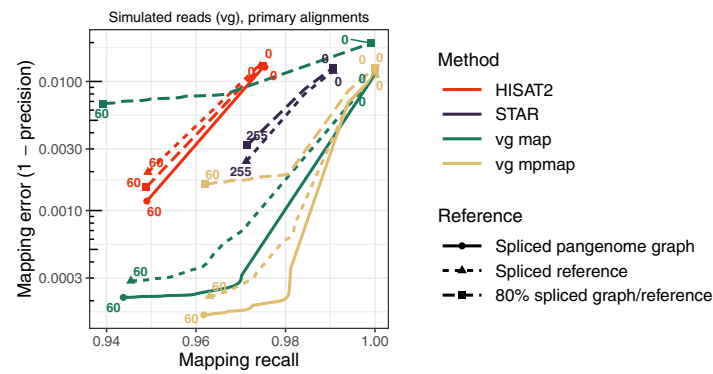 Simulated reads (vg), primary alignments
Mapping error (1 − precision)
0.0100
0.0030
0.0010
0.0003
0
0
0
0
0
0
0
0
0
0
0
60
60
60
60
255
255
60
60
60
60
60
0.94
0.96
0.98
1.00
Mapping recall
Method
HISAT2
STAR
vg map
vg mpmap
Reference
Spliced pangenome graph
Spliced reference
80% spliced graph/reference